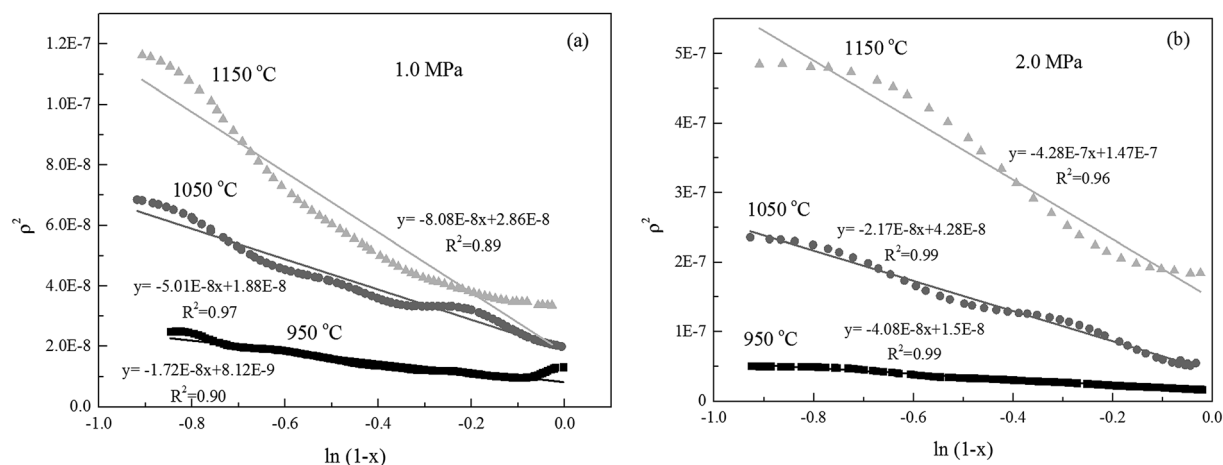 (a)
1.2E-7
1.0E-7
8.0E-8
6.0E-8
4.0E-8
2.0E-8
0.0
ρ²
1150 °C
1.0 MPa
1050 °C
y= -8.08E-8x+2.86E-8
R²=0.89
y= -5.01E-8x+1.88E-8
R²=0.97
950 °C
y= -1.72E-8x+8.12E-9
R²=0.90
-1.0 -0.8 -0.6 -0.4 -0.2 0.0
ln (1-x)
(b)
5E-7
4E-7
3E-7
2E-7
1E-7
0
ρ²
1150 °C
2.0 MPa
y= -4.28E-7x+1.47E-7
R²=0.96
1050 °C
y= -2.17E-8x+4.28E-8
R²=0.99
950 °C
y= -4.08E-8x+1.5E-8
R²=0.99
-1.0 -0.8 -0.6 -0.4 -0.2 0.0
ln (1-x)